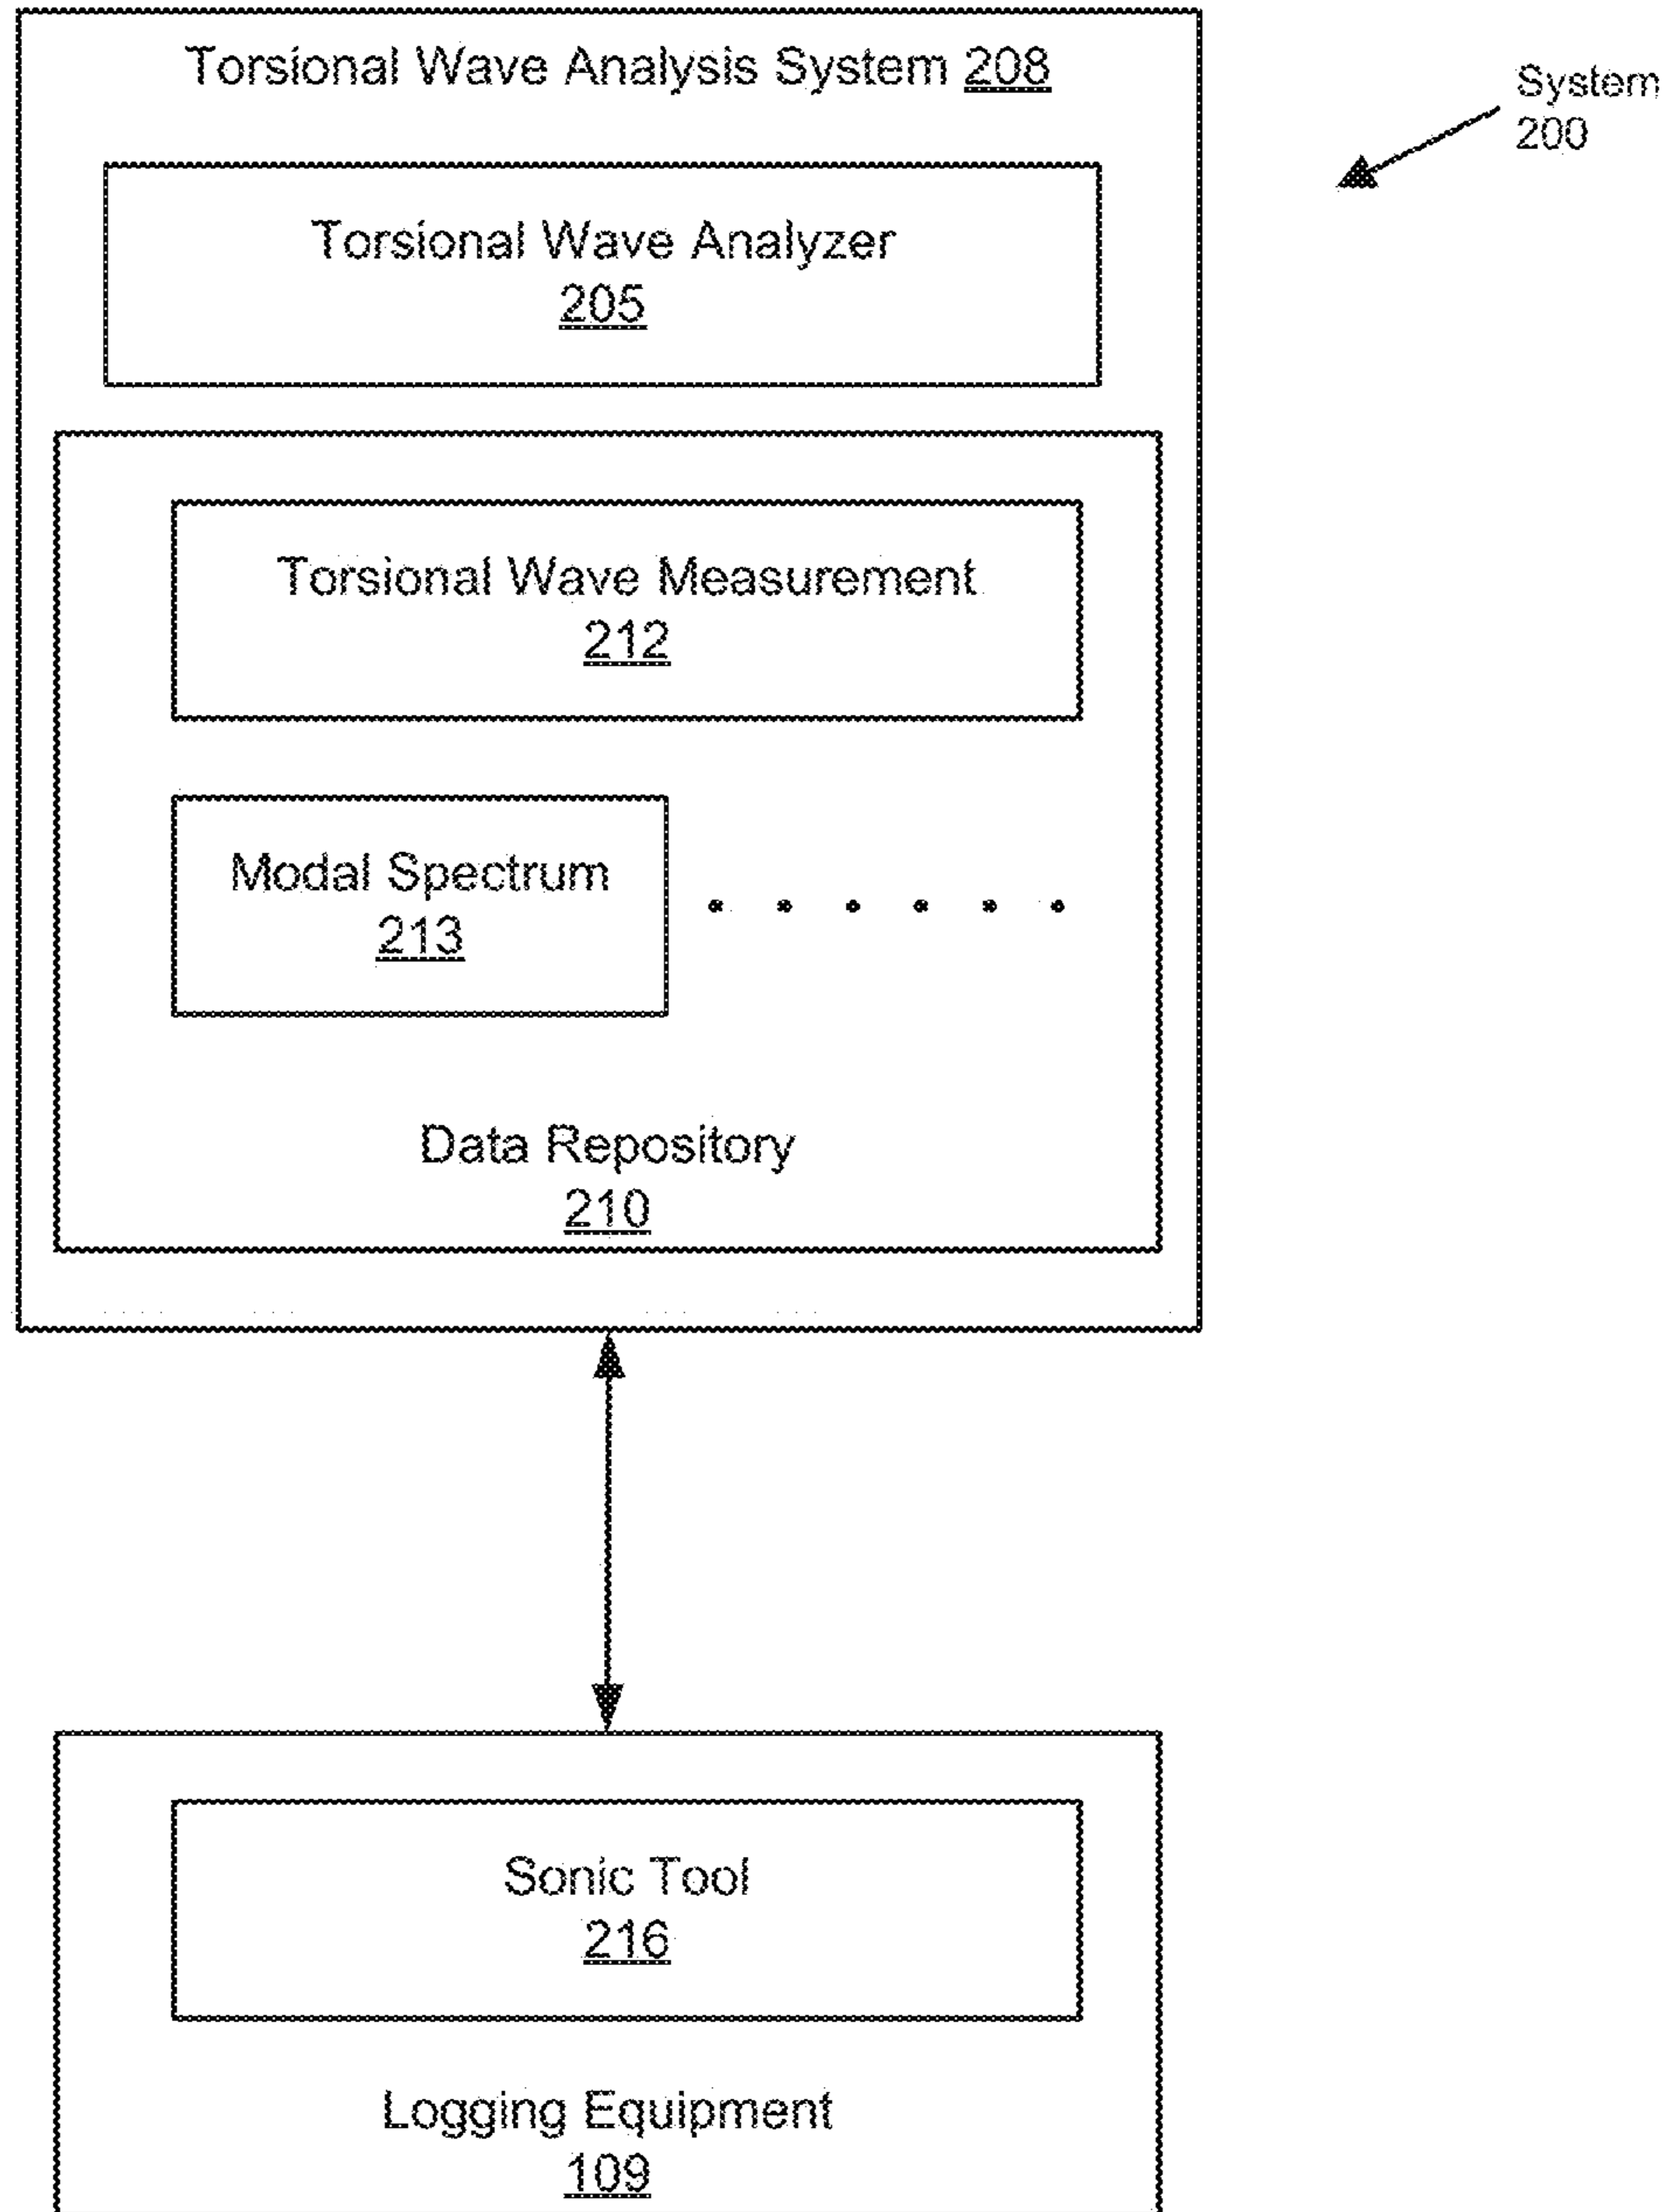 Torsional Wave Analysis System 208
System
200
Torsional Wave Analyzer
205
Torsional Wave Measurement
212
Modal Spectrum
213
Data Repository
210
Sonic Tool
216
Logging Equipment
109